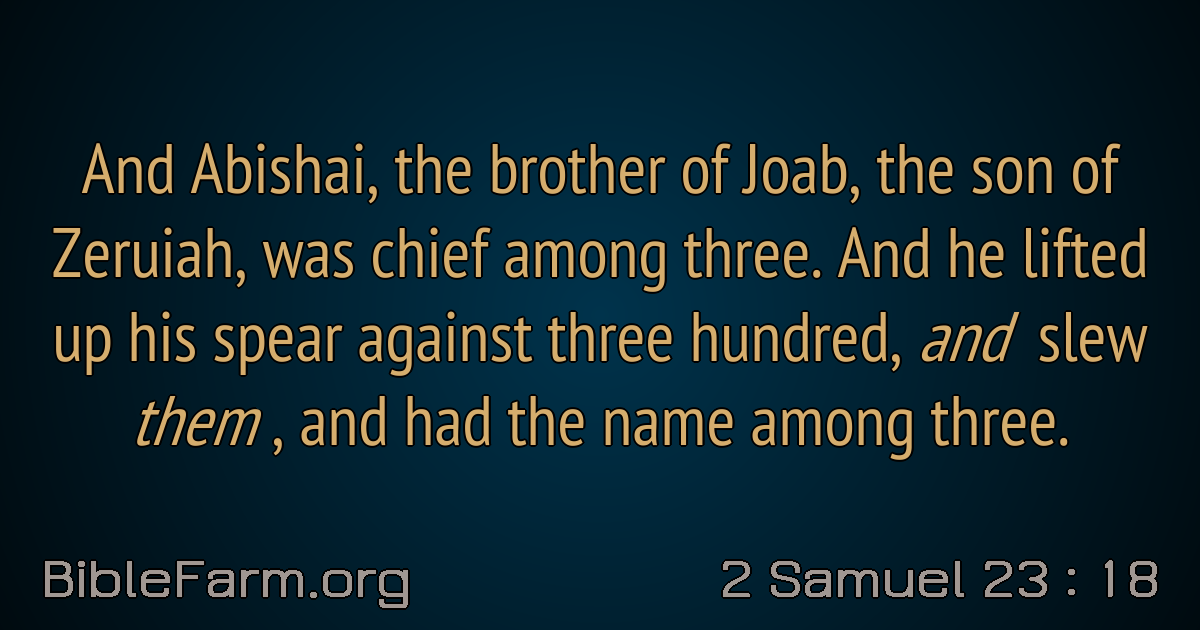 And Abishai, the brother of Joab, the son of
Zeruiah, was chief among three. And he lifted
up his spear against three hundred, and slew
them , and had the name among three.
BibleFarm.org
2 Samuel 23 : 18